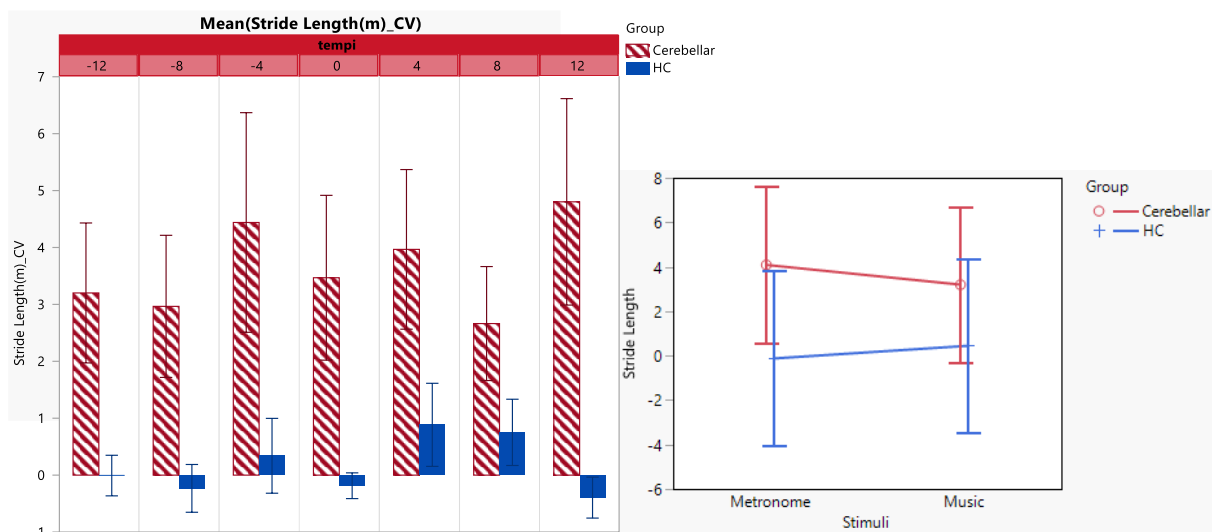 Mean(Stride Length(m)_CV)
tempi
-12 -8 -4 0 4 8 12
Group
Cerebellar
HC
Stride Length(m)_CV
7
6
5
4
3
2
1
0
Group
Cerebellar
HC
Stride Length
8
6
4
2
0
-2
-4
-6
Metronome Music
Stimuli